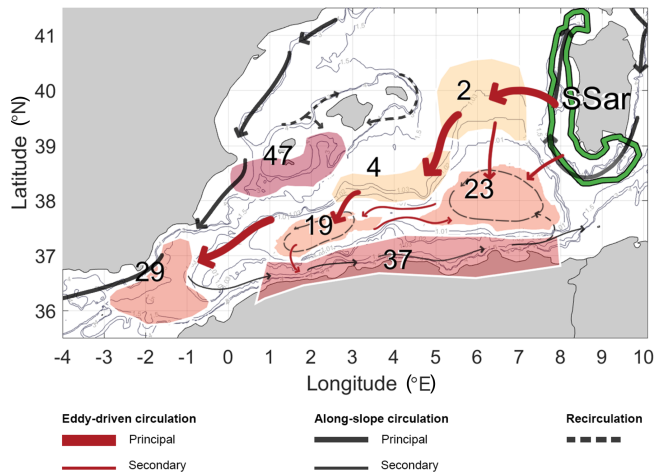 41
40
39
38
37
36
Latitude (°N)
2
SSar
47
4
23
19
37
29
-4 -3 -2 -1 0 1 2 3 4 5 6 7 8 9 10
Longitude (°E)
Eddy-driven circulation Along-slope circulation Recirculation
Principal Principal
Secondary Secondary